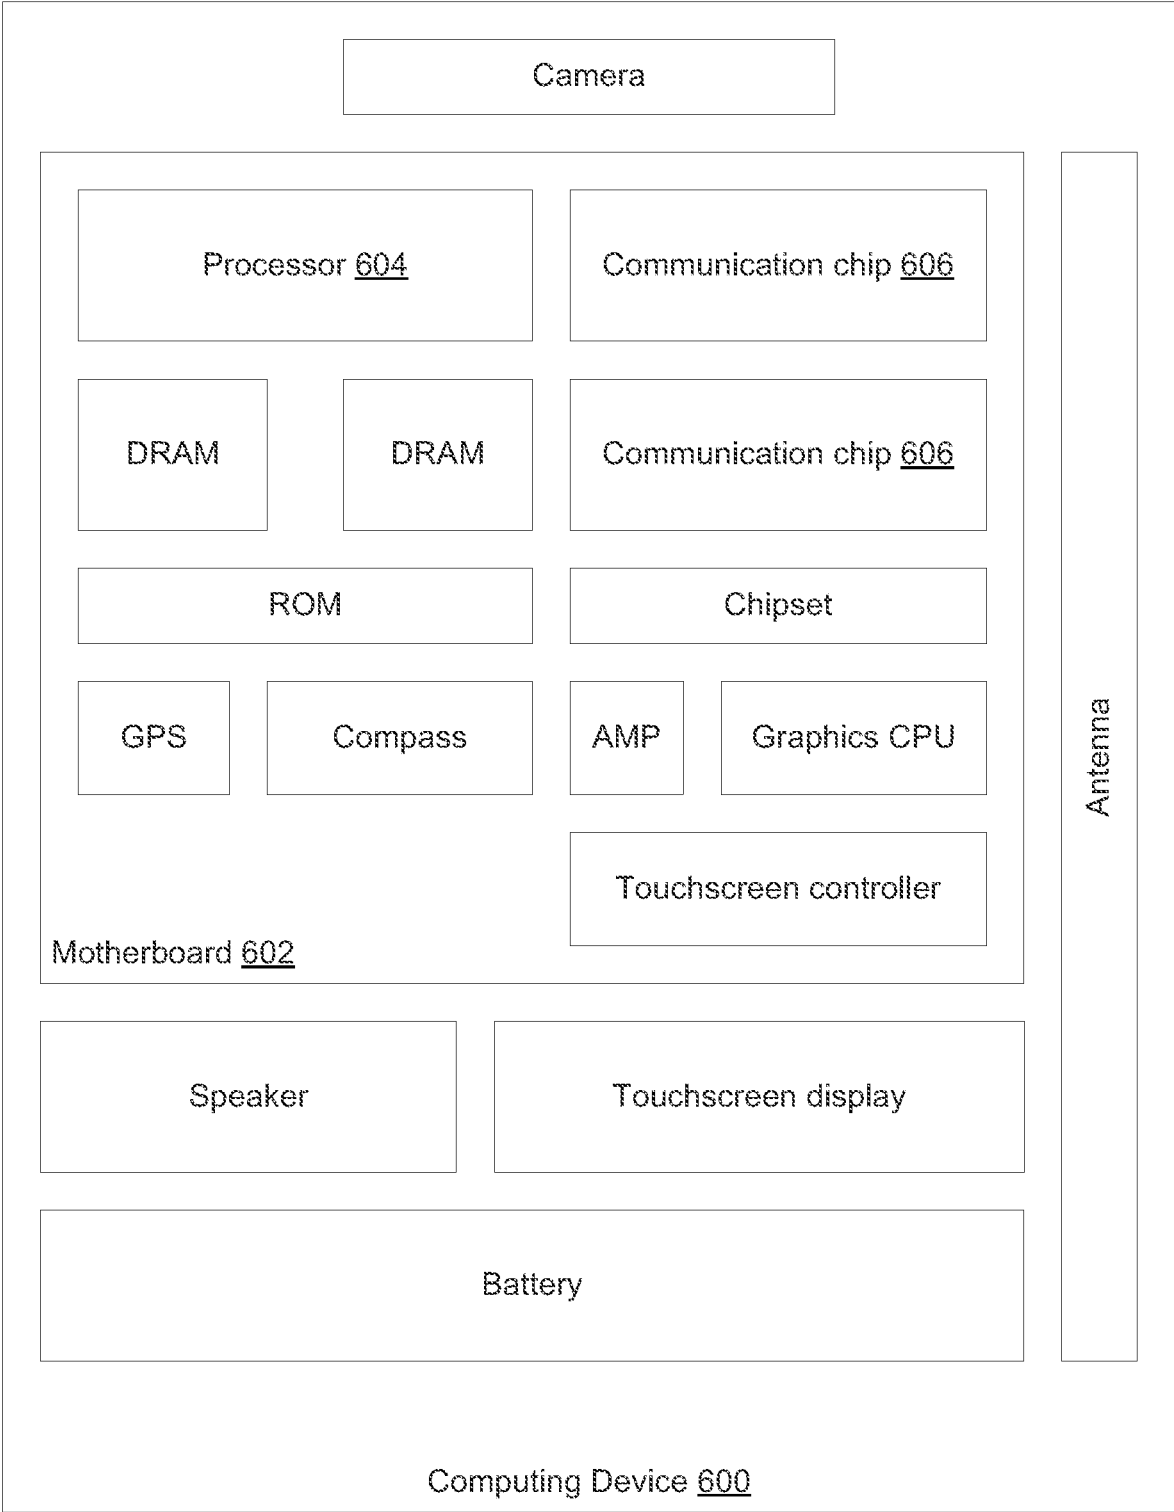 Camera
Processor 604
Communication chip 606
DRAM
DRAM
Communication chip 606
ROM
Chipset
GPS
Compass
AMP
Graphics CPU
Antenna
Touchscreen controller
Motherboard 602
Speaker
Touchscreen display
Battery
Computing Device 600